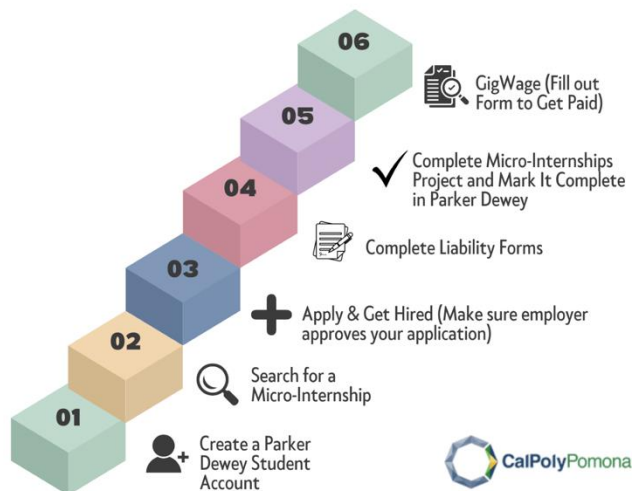 06
GigWage (Fill out
Form to Get Paid)
05
Complete Micro-Internships
Project and Mark It Complete
in Parker Dewey
04
Complete Liability Forms
03
Apply & Get Hired (Make sure employer
approves your application)
02
Search for a
Micro-Internship
01
Create a Parker
Dewey Student
Account
CalPolyPomona